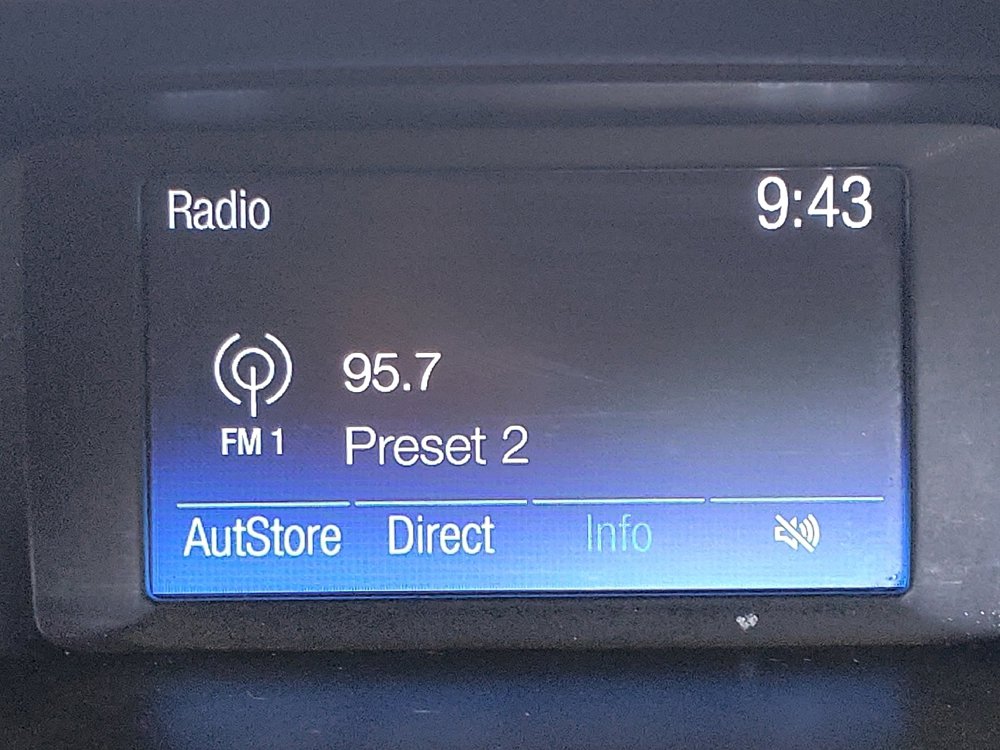 Radio 9:43
95.7
FM 1 Preset 2
AutStore Direct Info